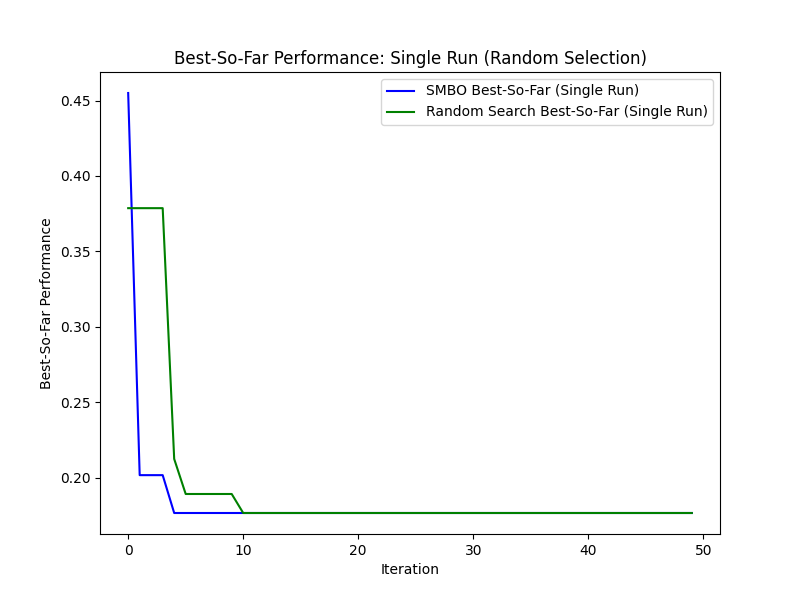 Best-So-Far Performance: Single Run (Random Selection)
SMBO Best-So-Far (Single Run)
Random Search Best-So-Far (Single Run)
Best-So-Far Performance
0.45
0.40
0.35
0.30
0.25
0.20
0 10 20 30 40 50
Iteration